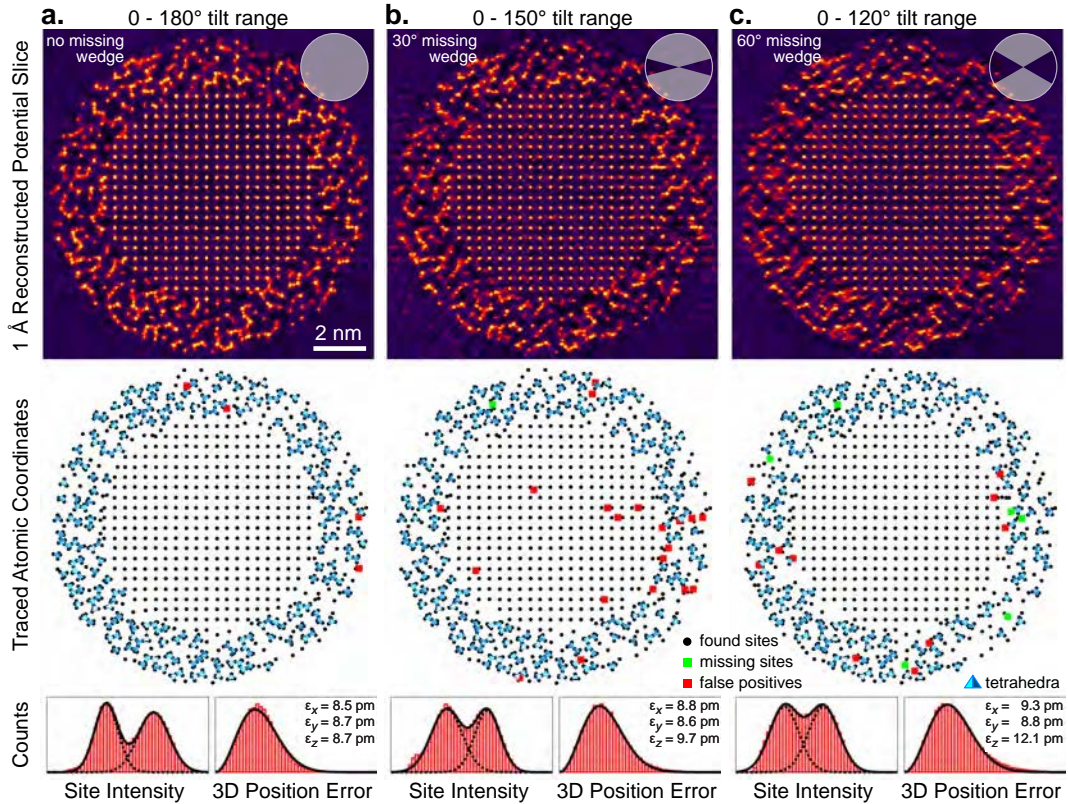 a. 0 - 180° tilt range
b. 0 - 150° tilt range
c. 0 - 120° tilt range
1 Å Reconstructed Potential Slice
no missing
wedge
2 nm
30° missing
wedge
60° missing
wedge
Traced Atomic Coordinates
found sites
missing sites
false positives
tetrahedra
Counts
εx = 8.5 pm
εy = 8.7 pm
εz = 8.7 pm
εx = 8.8 pm
εy = 8.6 pm
εz = 9.7 pm
εx = 9.3 pm
εy = 8.8 pm
εz = 12.1 pm
Site Intensity 3D Position Error
Site Intensity 3D Position Error
Site Intensity 3D Position Error